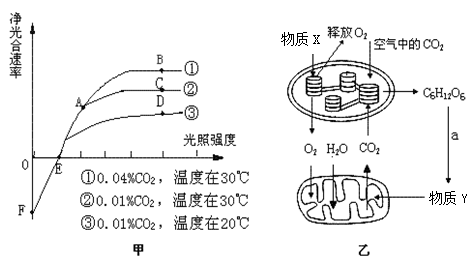 净光合速率
B
①
A
C
②
D
③
O
E
光照强度
F
①0.04%CO₂，温度在30℃
②0.01%CO₂，温度在30℃
③0.01%CO₂，温度在20℃
甲
物质X
释放O₂
空气中的CO₂
C₆H₁₂O₆
a
O₂
H₂O
CO₂
物质Y
乙